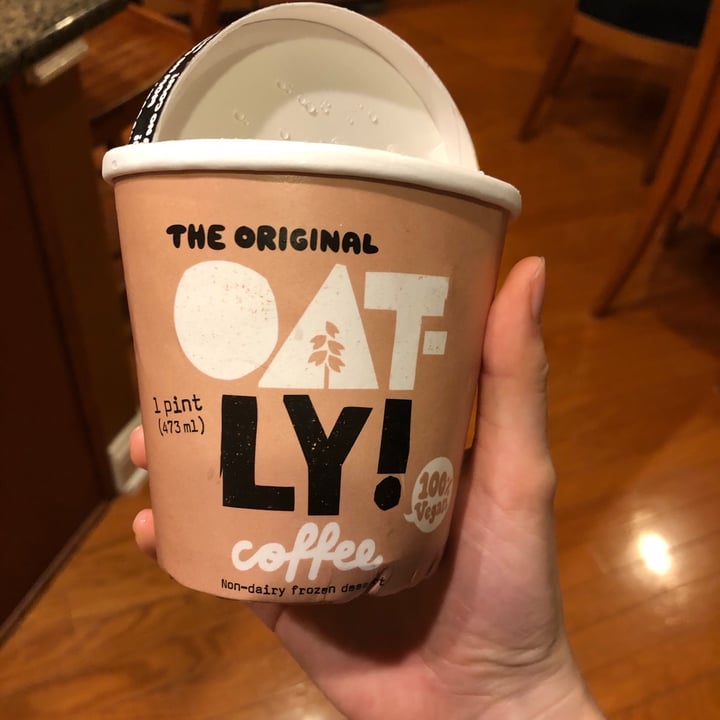 THE ORIGINAL
OAT-
LY!
1 pint
(473 ml)
100%
Vegan
coffee
Non-dairy frozen dessert